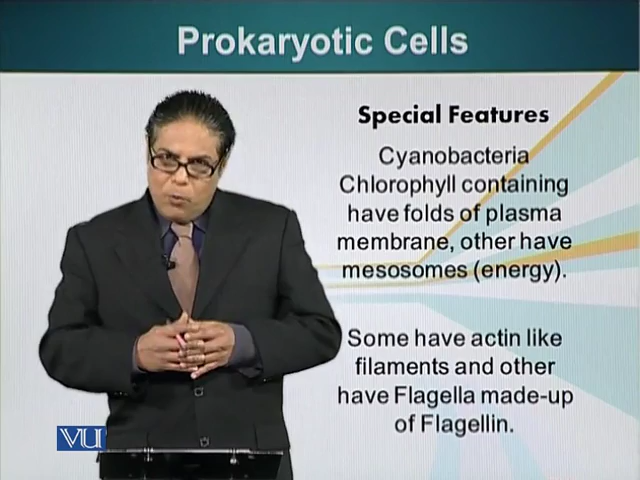 Prokaryotic Cells
Special Features
Cyanobacteria
Chlorophyll containing
have folds of plasma
membrane, other have
mesosomes (energy).
Some have actin like
filaments and other
have Flagella made-up
of Flagellin.
VU